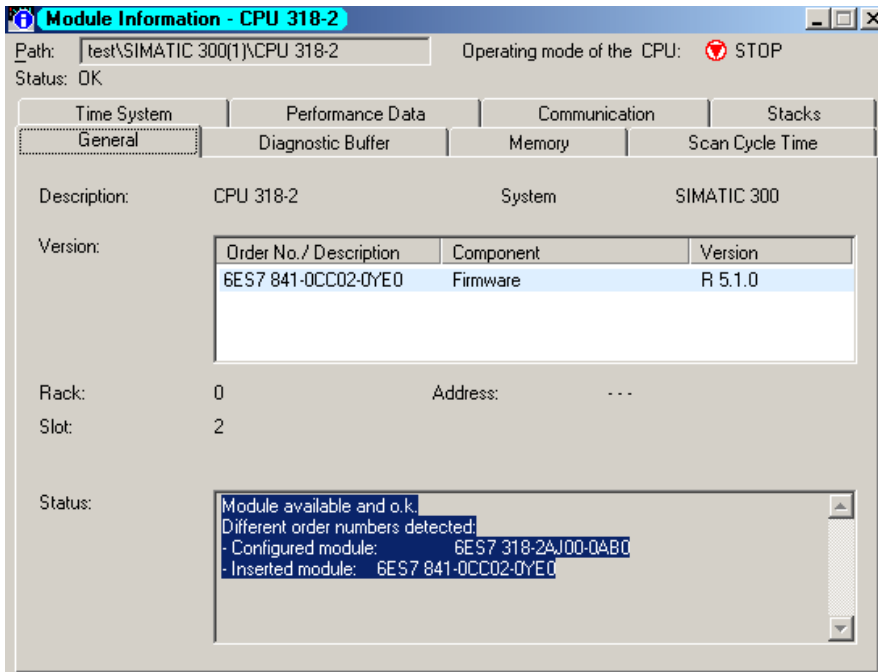 Module Information - CPU 318-2
Path: test\SIMATIC 300(1)\CPU 318-2 Operating mode of the CPU: STOP
Status: OK
Time System Performance Data Communication Stacks
General Diagnostic Buffer Memory Scan Cycle Time
Description: CPU 318-2 System SIMATIC 300
Version: Order No./ Description Component Version
6ES7 841-0CC02-0YE0 Firmware R 5.1.0
Rack: 0 Address: - - -
Slot: 2
Status: Module available and o.k.
Different order numbers detected:
- Configured module: 6ES7 318-2AJ00-0AB0
- Inserted module: 6ES7 841-0CC02-0YE0